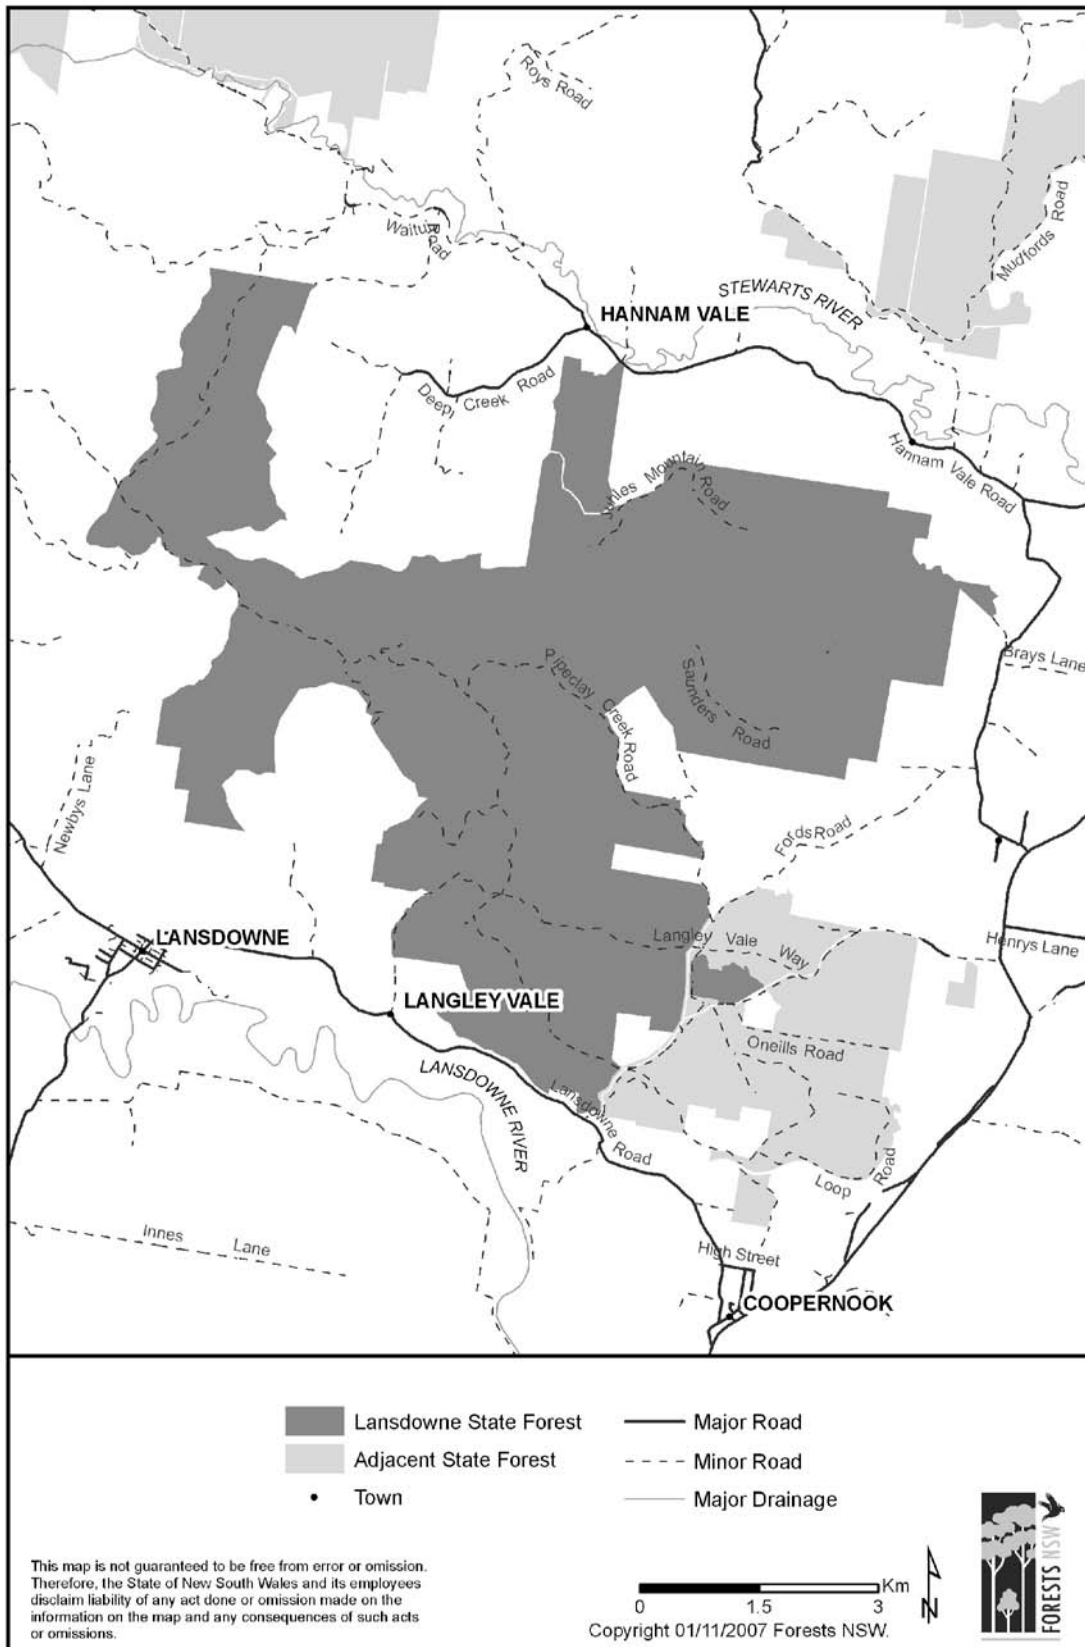 Roys Road
Waitui Road
Mudfords Road
STEWARTS RIVER
HANNAM VALE
Deep Creek Road
Hannam Vale Road
Mountain Road
Brays Lane
Pipeclay Creek Road
Saunders Road
Newbys Lane
Fords Road
LANSDOWNE
Langley Vale Way
Henrys Lane
LANGLEY VALE
Oneills Road
LANSDOWNE RIVER
Lansdowne Road
Loop Road
Innes Lane
High Street
COOPERNOOK
Lansdowne State Forest
Adjacent State Forest
Town
Major Road
Minor Road
Major Drainage
This map is not guaranteed to be free from error or omission.
Therefore, the State of New South Wales and its employees
disclaim liability of any act done or omission made on the
information on the map and any consequences of such acts
or omissions.
0 1.5 3 Km
N
Copyright 01/11/2007 Forests NSW.
FORESTS NSW